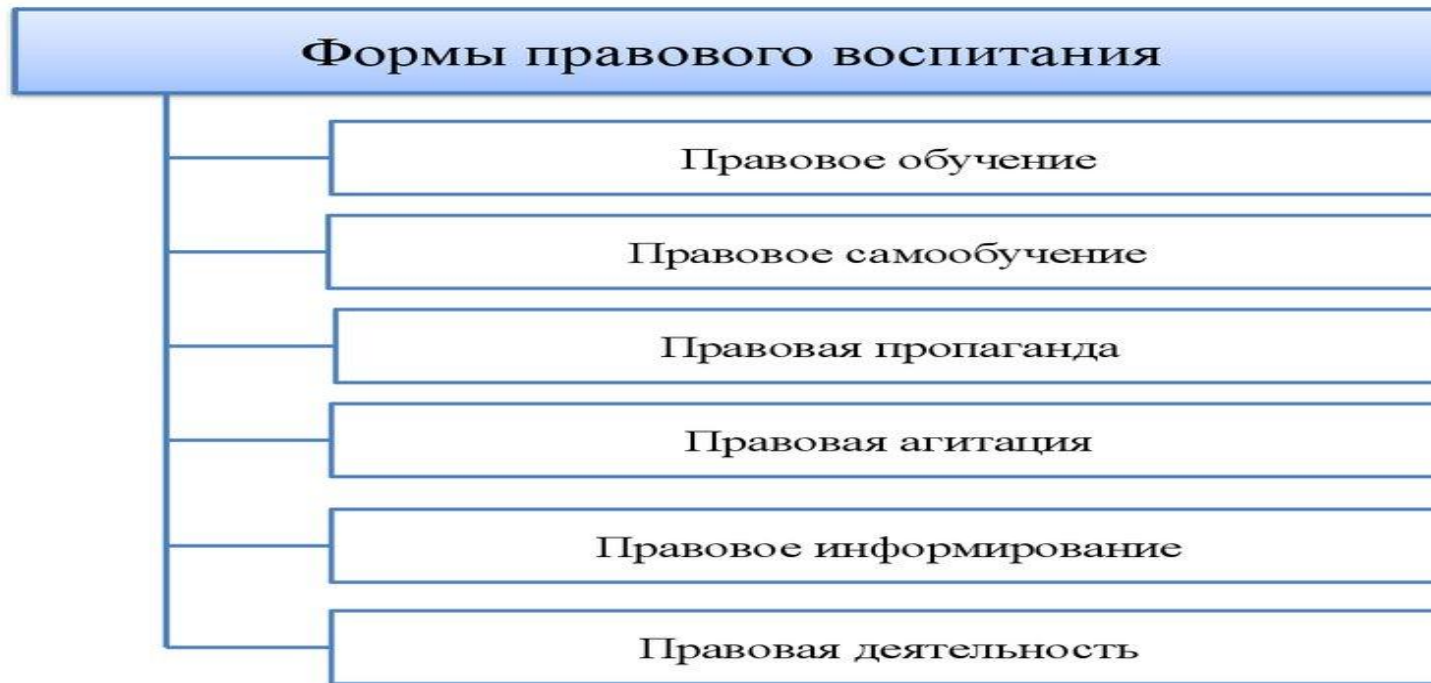 Формы правового воспитания
Правовое обучение
Правовое самообучение
Правовая пропаганда
Правовая агитация
Правовое информирование
Правовая деятельность